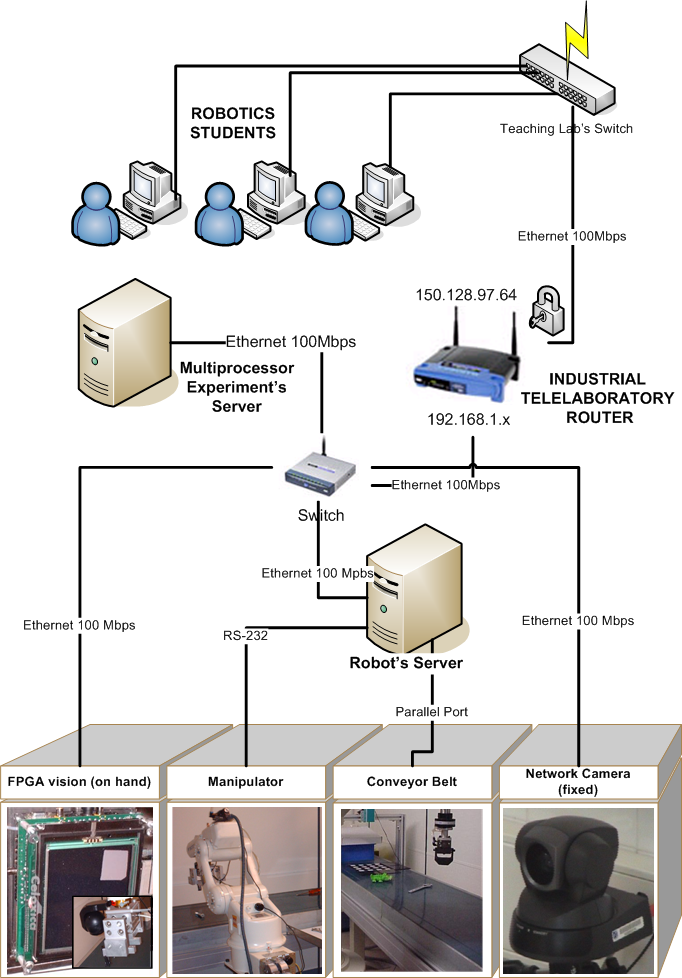 ROBOTICS
STUDENTS
Teaching Lab's Switch
Ethernet 100Mbps
150.128.97.64
Ethernet 100Mbps
Multiprocessor
Experiment's
Server
INDUSTRIAL
TELELABORATORY
ROUTER
192.168.1.x
Ethernet 100Mbps
Switch
Ethernet 100 Mpbs
Ethernet 100 Mbps
Ethernet 100 Mbps
RS-232
Robot's Server
Parallel Port
FPGA vision (on hand)
Manipulator
Conveyor Belt
Network Camera
(fixed)
Celoxica